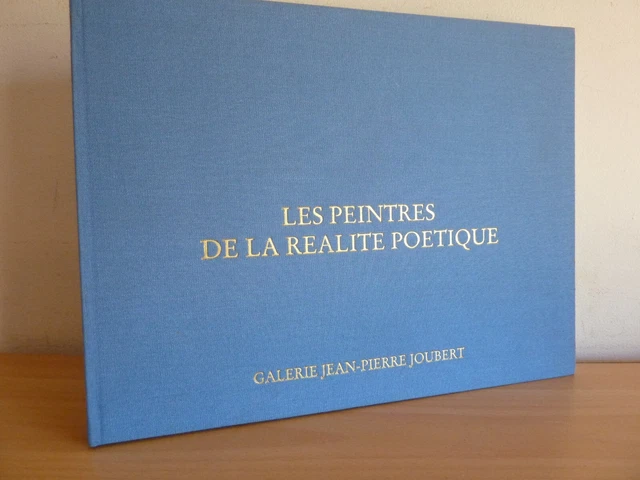 LES PEINTRES
DE LA REALITE POETIQUE
GALERIE JEAN-PIERRE JOUBERT